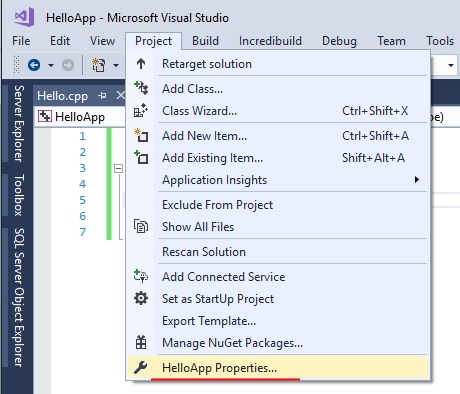 HelloApp - Microsoft Visual Studio
File Edit View Project Build Incredibuild Debug Team Tools
Retarget solution
Add Class...
Class Wizard... Ctrl+Shift+X
Add New Item... Ctrl+Shift+A
Add Existing Item... Shift+Alt+A
Application Insights
Exclude From Project
Show All Files
Rescan Solution
Add Connected Service
Set as StartUp Project
Export Template...
Manage NuGet Packages...
HelloApp Properties...
Server Explorer
Toolbox
SQL Server Object Explorer
Hello.cpp
HelloApp
1
2
3
4
5
6
7